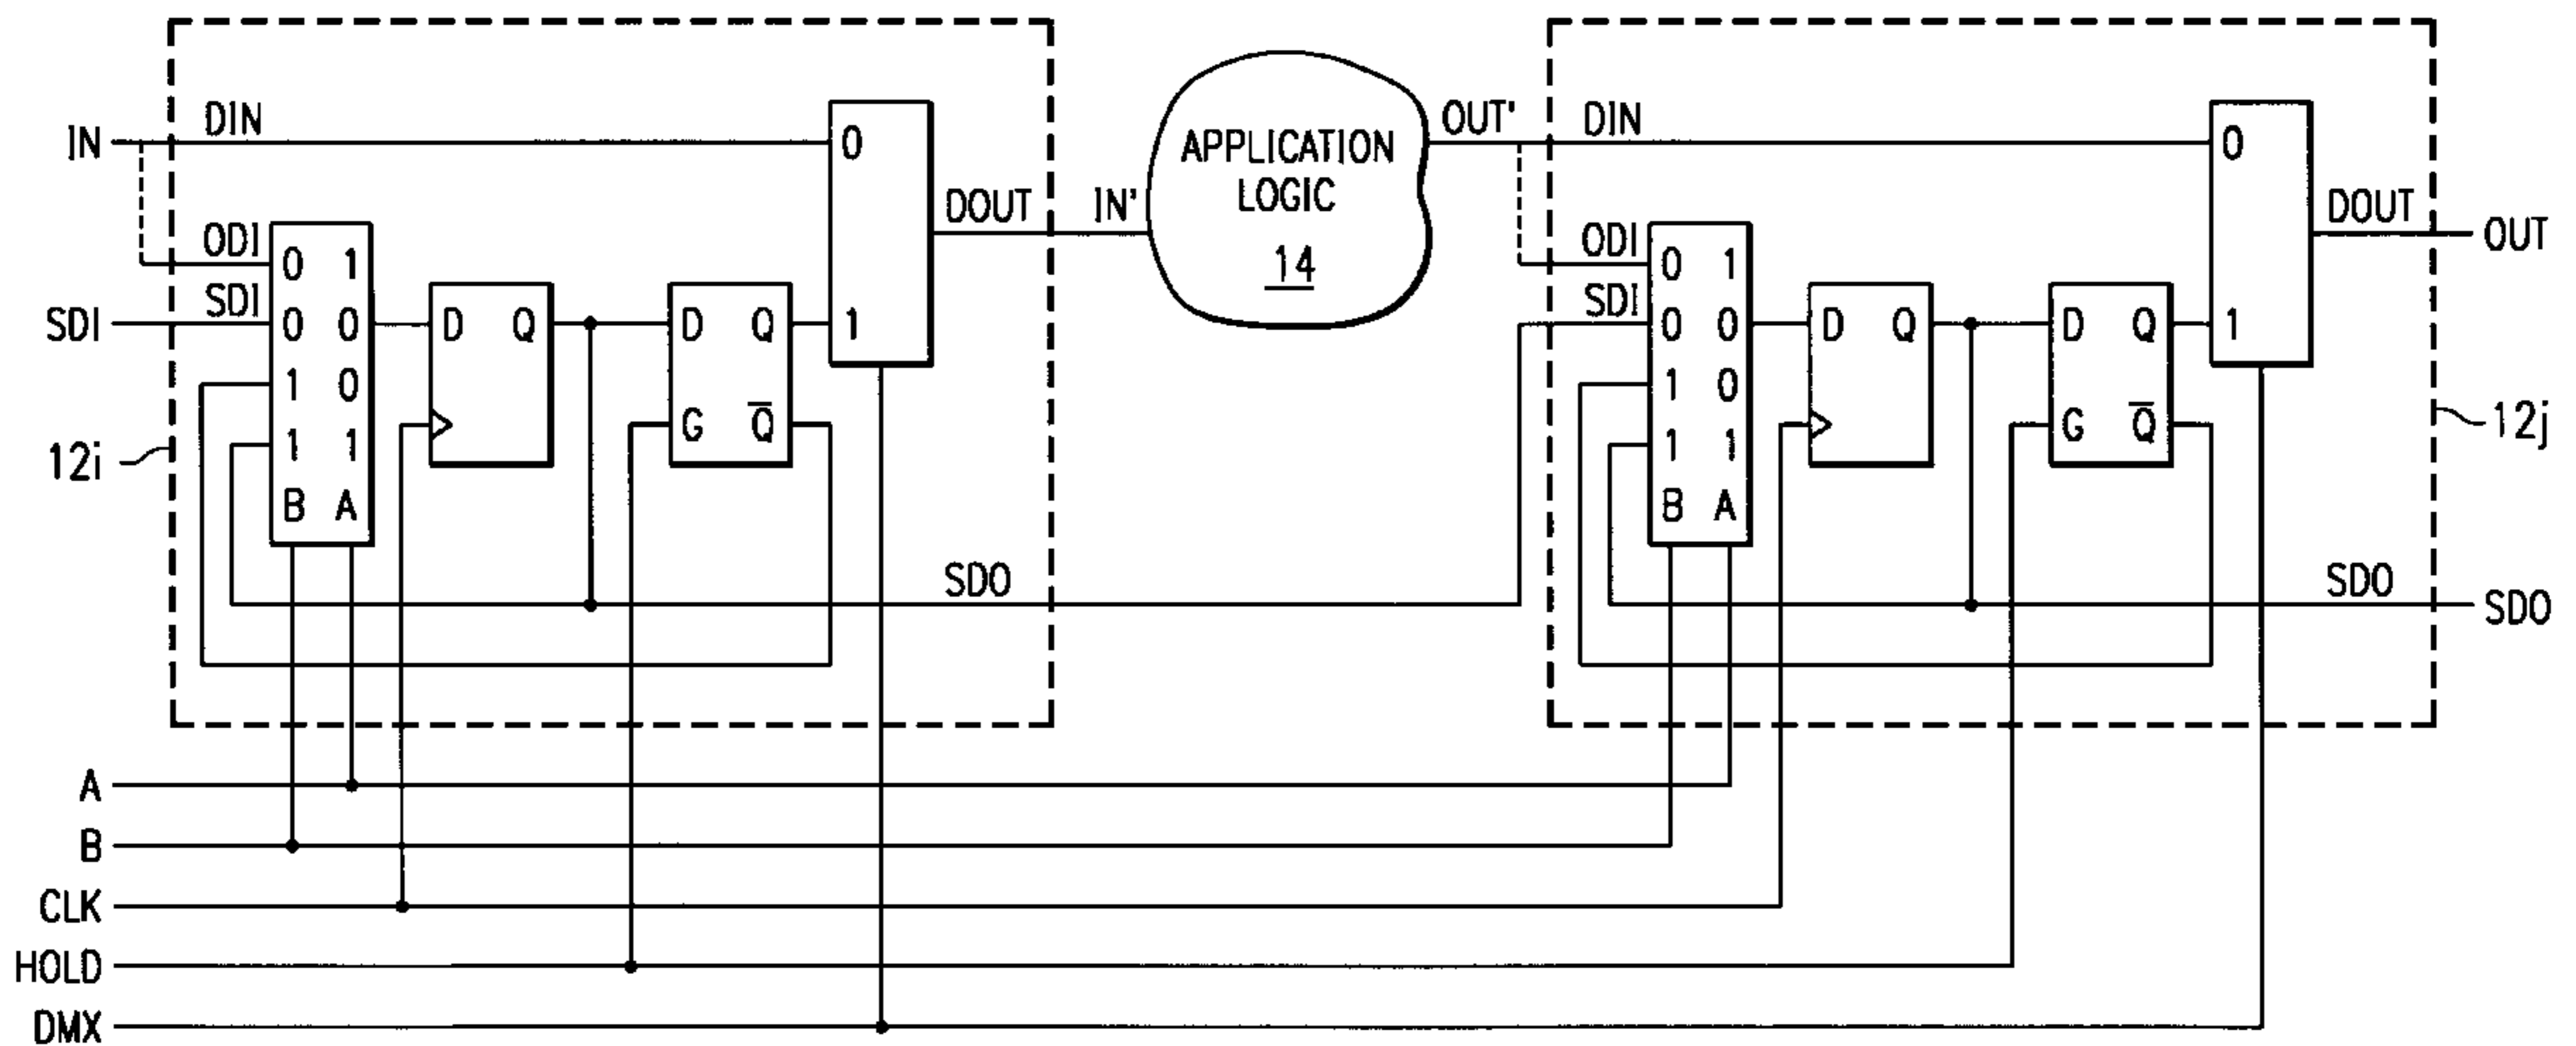 IN
DIN
0
DOUT
IN'
APPLICATION
LOGIC
14
OUT'
DIN
0
DOUT
OUT
ODI
0 1
SDI
SDI
0 0
D Q
D Q
1
1 0
G Q̅
1 1
B A
12i
ODI
0 1
SDI
0 0
D Q
D Q
1
1 0
G Q̅
1 1
B A
12j
SDO
SDO
SDO
A
B
CLK
HOLD
DMX